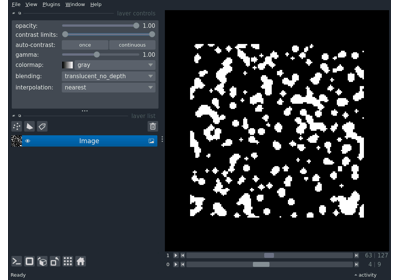 File View Plugins Window Help
layer controls
opacity: 1.00
contrast limits:
auto-contrast: once continuous
gamma: 1.00
colormap: gray
blending: translucent_no_depth
interpolation: nearest
layer list
Image
1 63 127
0 4 9
Ready activity